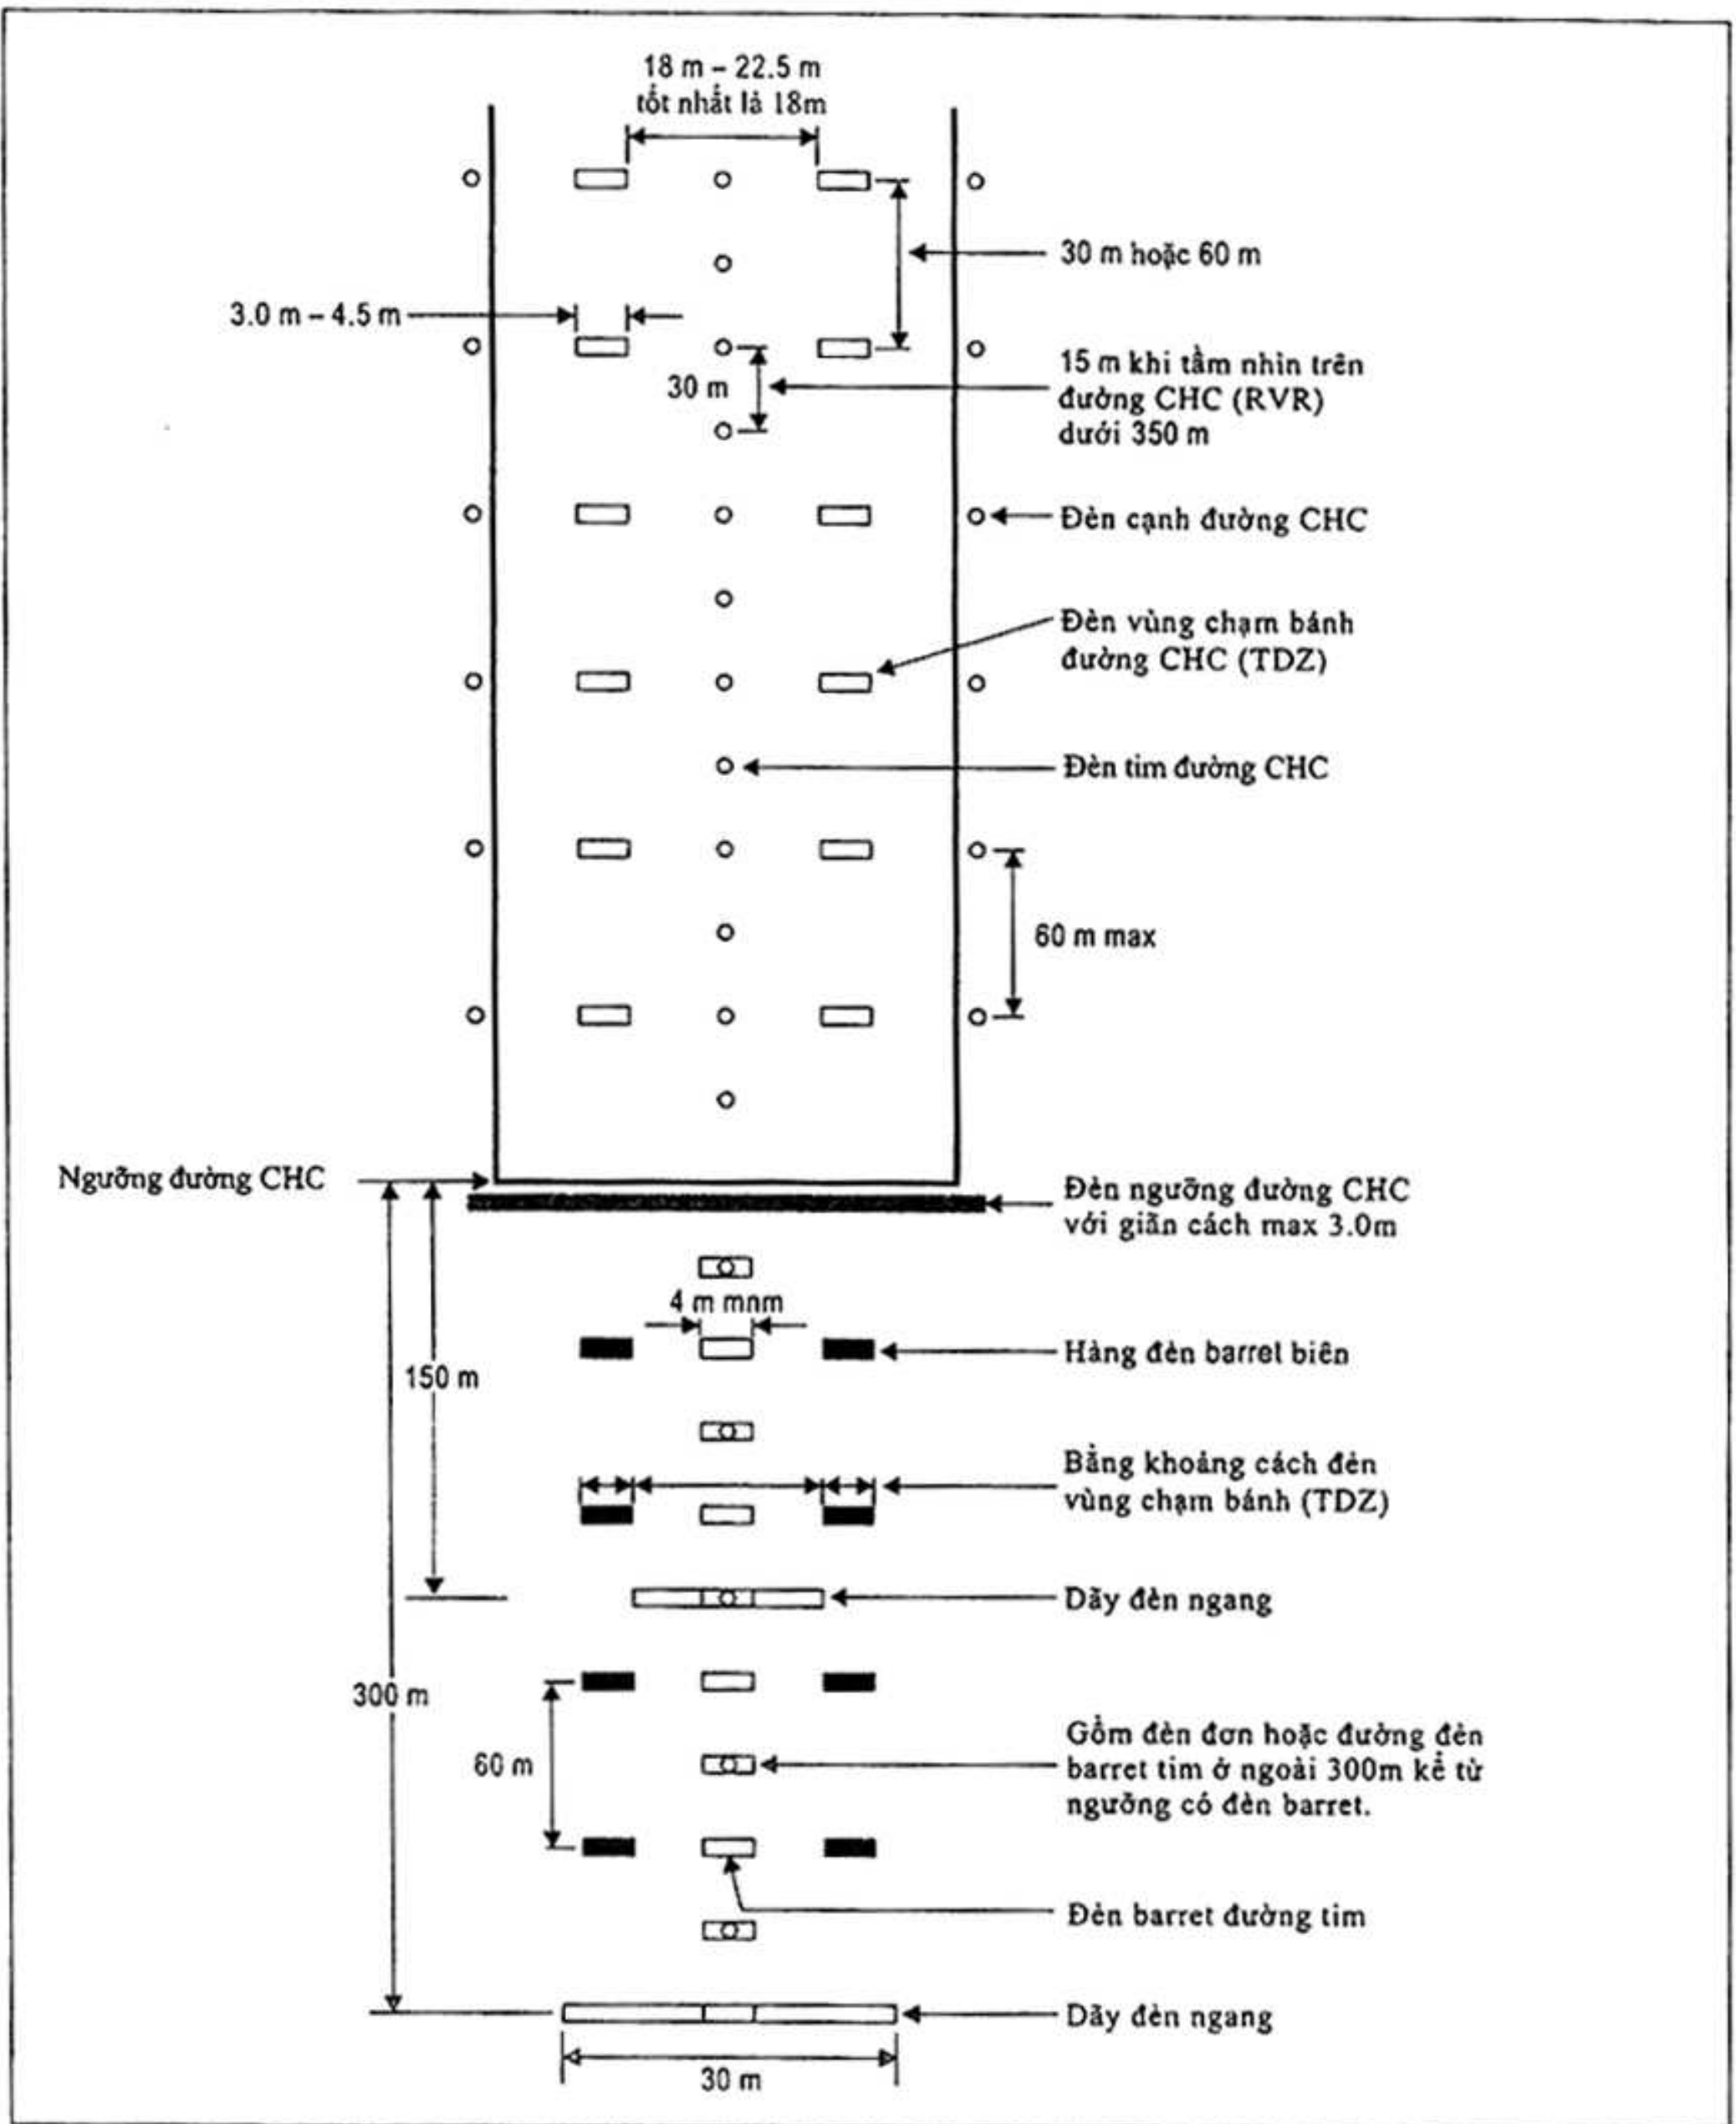 18 m – 22.5 m
tốt nhất là 18m
30 m hoặc 60 m
3.0 m – 4.5 m
15 m khi tầm nhìn trên
đường CHC (RVR)
dưới 350 m
30 m
Đèn cạnh đường CHC
Đèn vùng chạm bánh
đường CHC (TDZ)
Đèn tim đường CHC
60 m max
Ngưỡng đường CHC
Đèn ngưỡng đường CHC
với giãn cách max 3.0m
4 m mnm
Hàng đèn barret biên
150 m
Bằng khoảng cách đèn
vùng chạm bánh (TDZ)
Dãy đèn ngang
300 m
60 m
Gồm đèn đơn hoặc đường đèn
barret tim ở ngoài 300m kể từ
ngưỡng có đèn barret.
Đèn barret đường tim
Dãy đèn ngang
30 m